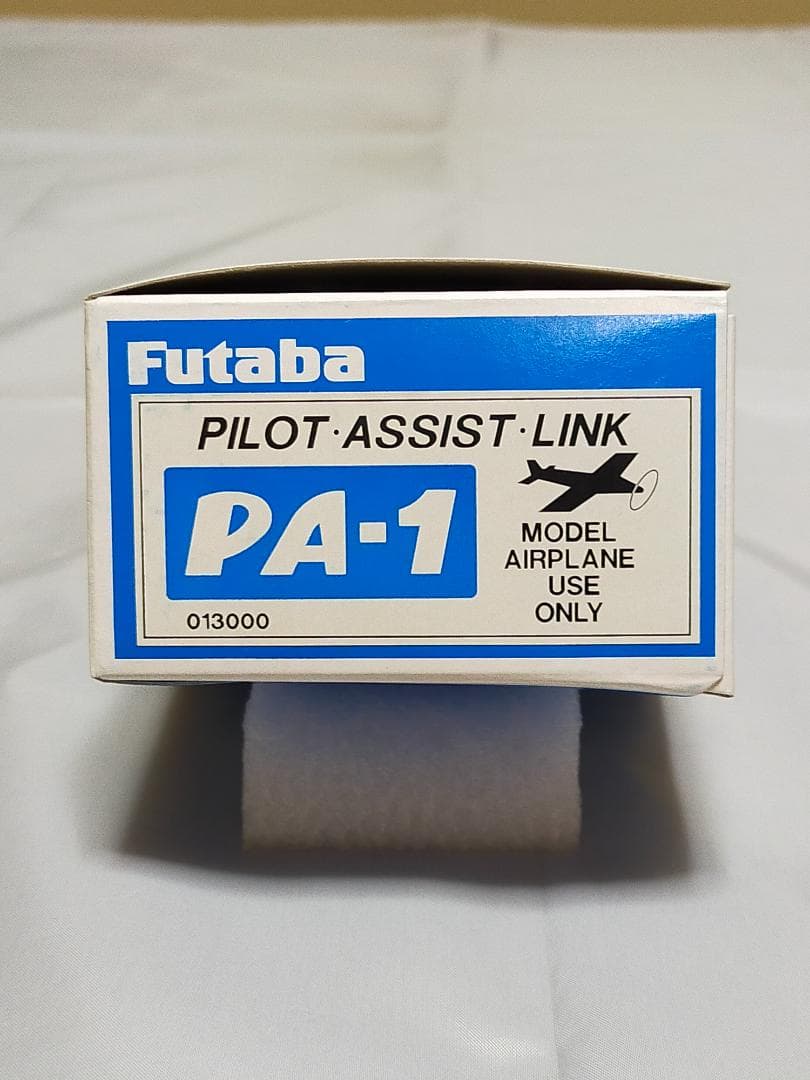 Futaba
PILOT·ASSIST·LINK
PA-1
013000
MODEL
AIRPLANE
USE
ONLY